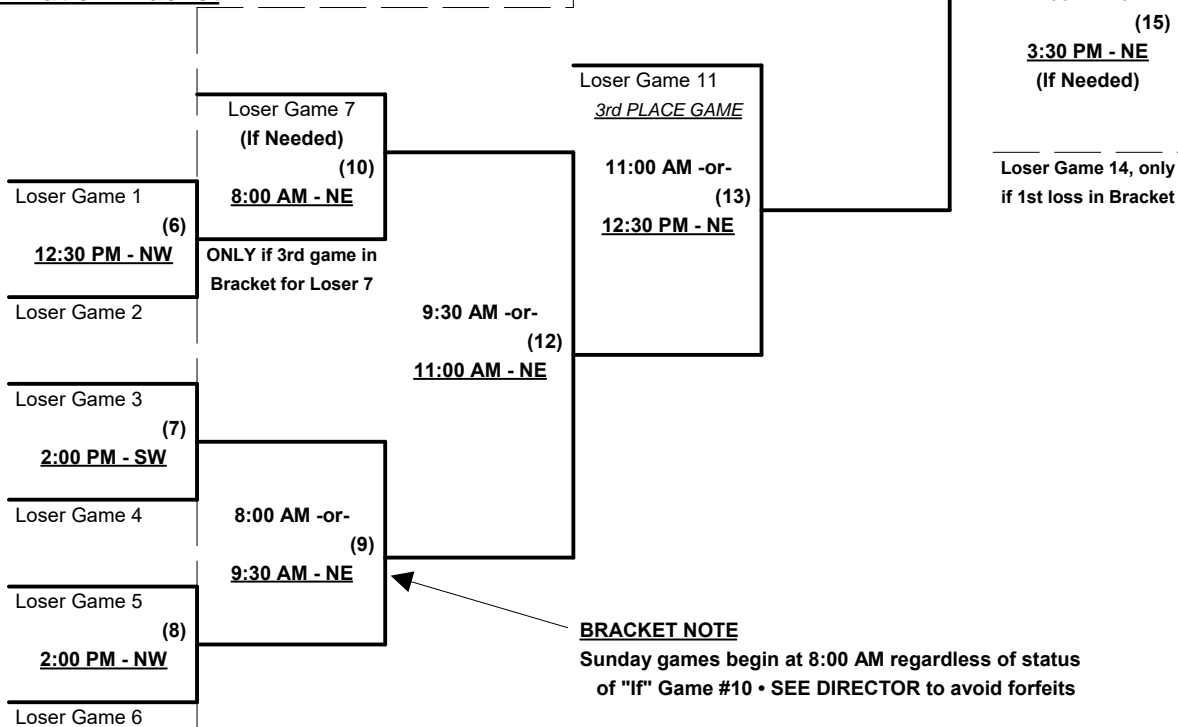 (15)
3:30 PM - NE
(If Needed)
Loser Game 14, only
if 1st loss in Bracket
Loser Game 11
3rd PLACE GAME
11:00 AM -or-
(13)
12:30 PM - NE
Loser Game 7
(If Needed)
(10)
8:00 AM - NE
ONLY if 3rd game in
Bracket for Loser 7
Loser Game 1
(6)
12:30 PM - NW
Loser Game 2
9:30 AM -or-
(12)
11:00 AM - NE
Loser Game 3
(7)
2:00 PM - SW
Loser Game 4
8:00 AM -or-
(9)
9:30 AM - NE
Loser Game 5
(8)
2:00 PM - NW
Loser Game 6
BRACKET NOTE
Sunday games begin at 8:00 AM regardless of status
of "If" Game #10 • SEE DIRECTOR to avoid forfeits